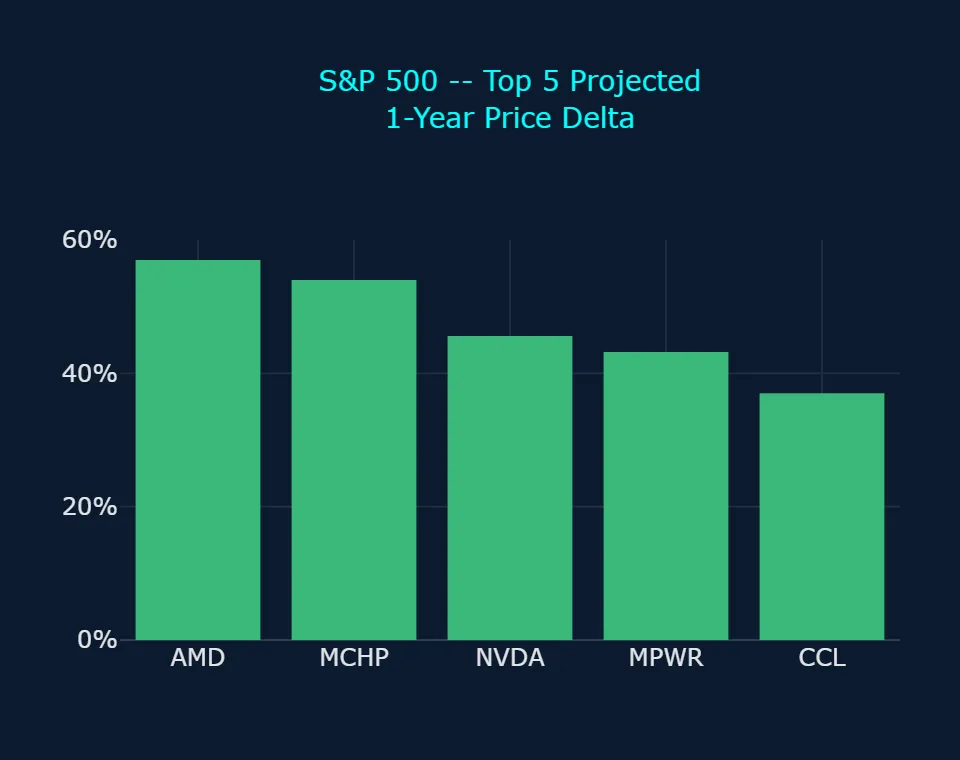 S&P 500 -- Top 5 Projected
1-Year Price Delta
60%
40%
20%
0%
AMD MCHP NVDA MPWR CCL